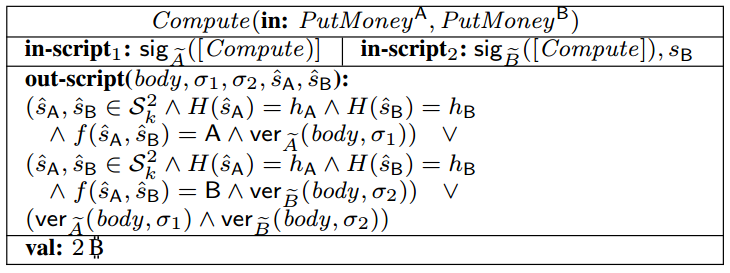 Compute(in: PutMoney^A, PutMoney^B)
in-script₁: sig_Ã([Compute)] | in-script₂: sig_B̃([Compute]), s_B
out-script(body, σ₁, σ₂, ŝ_A, ŝ_B):
(ŝ_A, ŝ_B ∈ S_k^2 ∧ H(ŝ_A) = h_A ∧ H(ŝ_B) = h_B
∧ f(ŝ_A, ŝ_B) = A ∧ ver_Ã(body, σ₁)) ∨
(ŝ_A, ŝ_B ∈ S_k^2 ∧ H(ŝ_A) = h_A ∧ H(ŝ_B) = h_B
∧ f(ŝ_A, ŝ_B) = B ∧ ver_B̃(body, σ₂)) ∨
(ver_Ã(body, σ₁) ∧ ver_B̃(body, σ₂))
val: 2 ₿